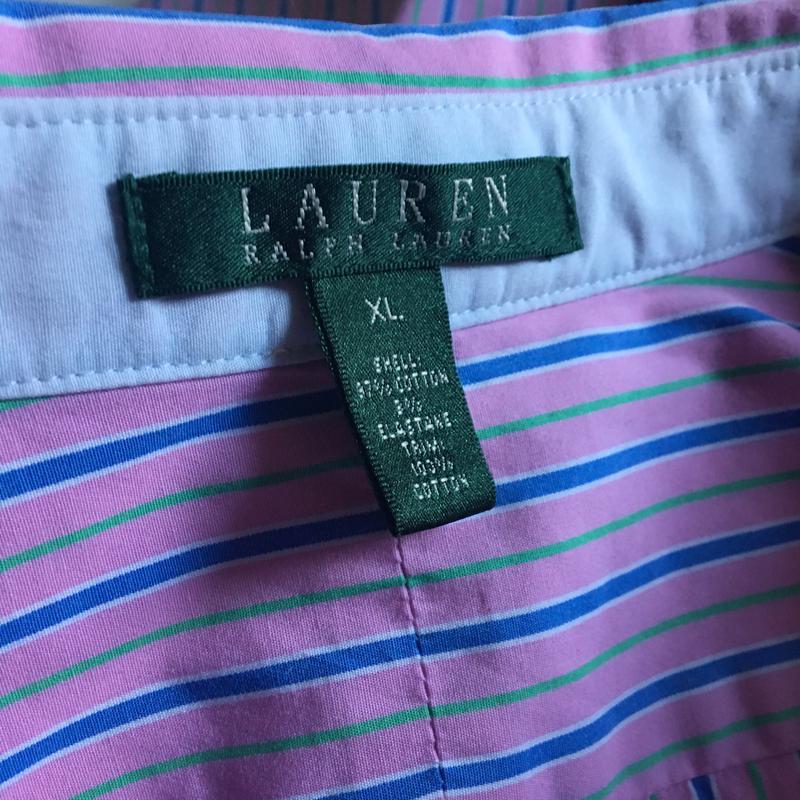 LAUREN
RALPH LAUREN
XL
SHELL:
97% COTTON
3%
ELASTANE
TRIM:
100%
COTTON